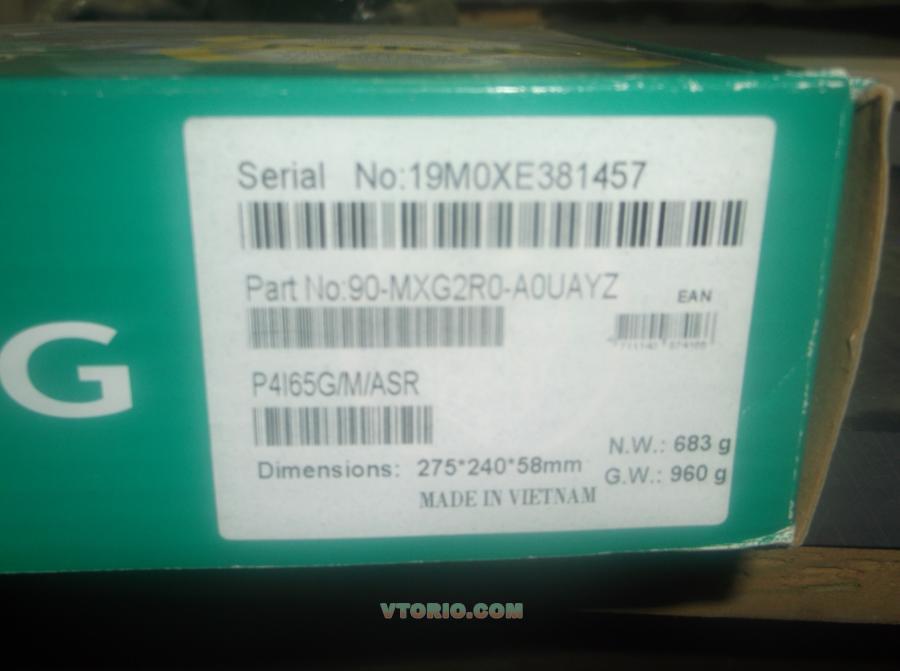 Serial No:19M0XE381457
Part No:90-MXG2R0-A0UAYZ
EAN
P4I65G/M/ASR
N.W.: 683 g
Dimensions: 275*240*58mm
G.W.: 960 g
MADE IN VIETNAM
G
VTORIO.COM